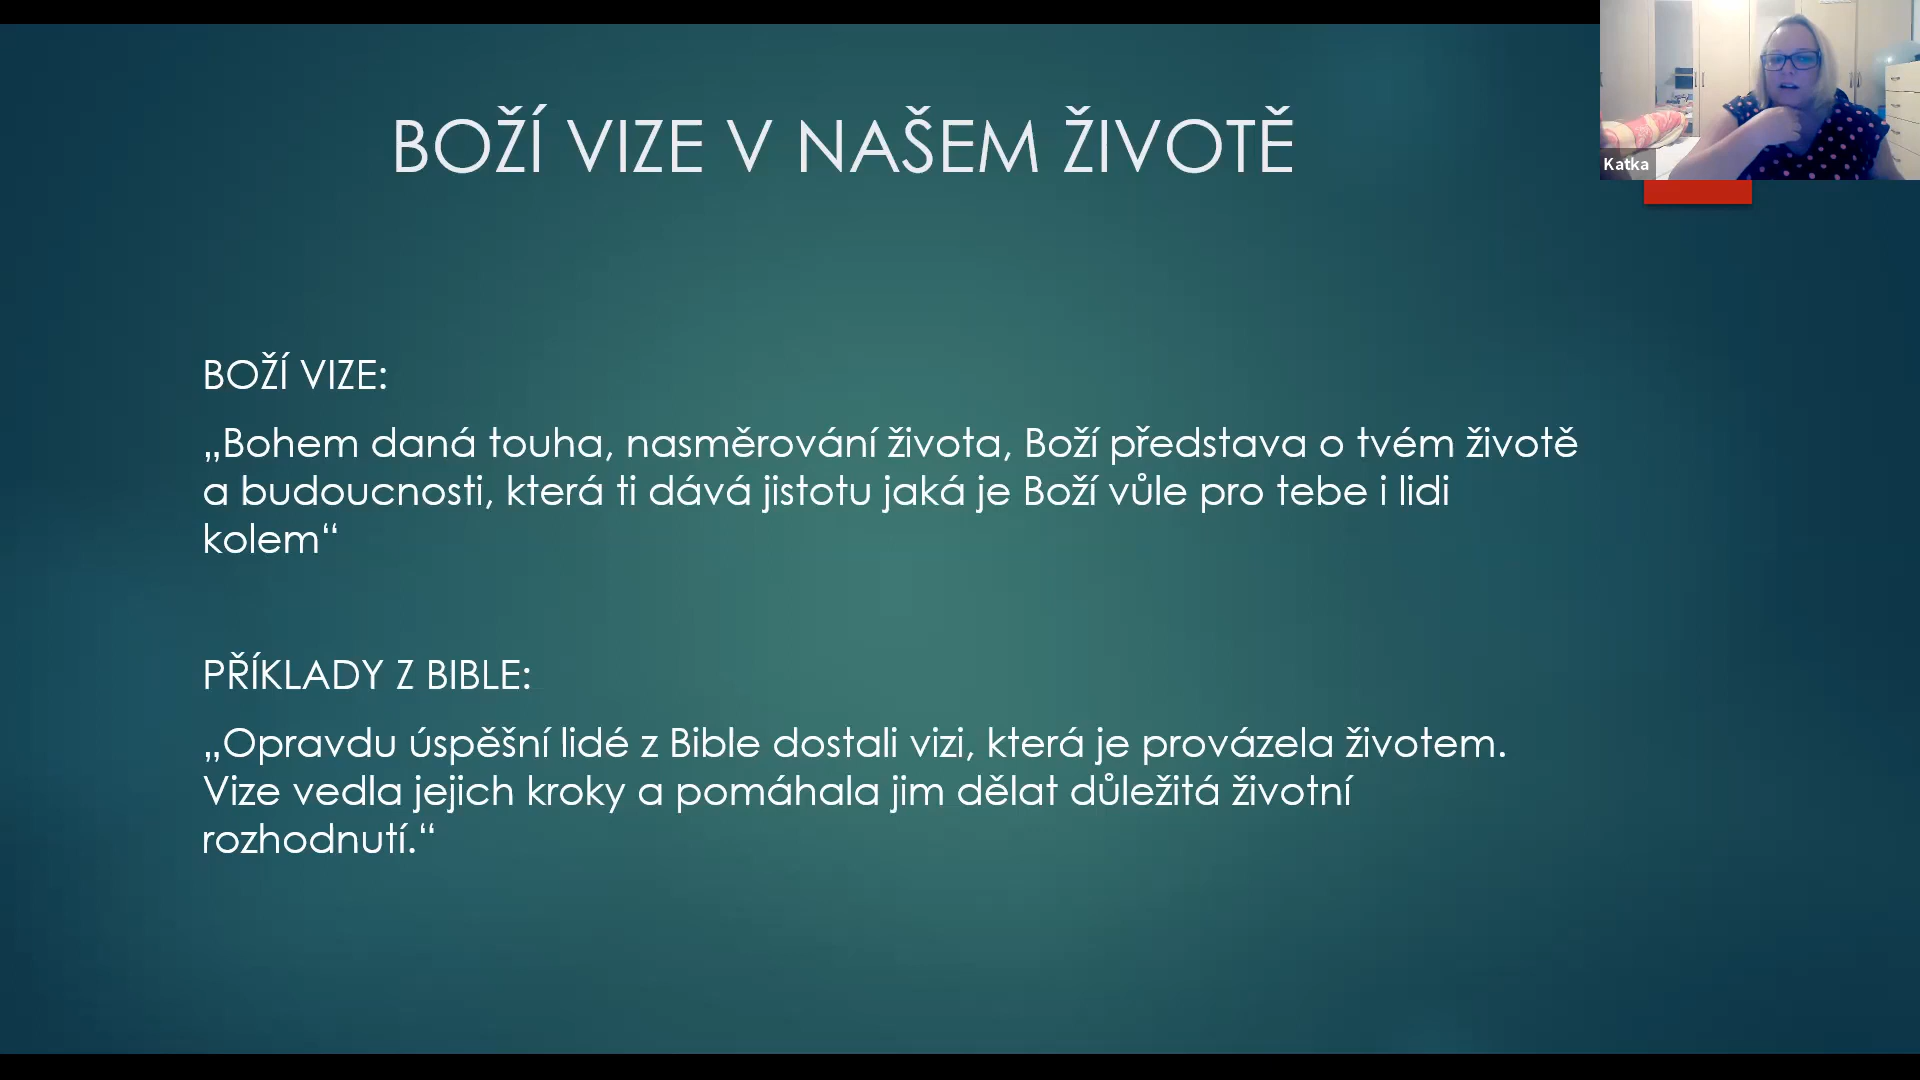 BOŽÍ VIZE V NAŠEM ŽIVOTĚ
Katka
BOŽÍ VIZE:
„Bohem daná touha, nasměrování života, Boží představa o tvém životě
a budoucnosti, která ti dává jistotu jaká je Boží vůle pro tebe i lidi
kolem“
PŘÍKLADY Z BIBLE:
„Opravdu úspěšní lidé z Bible dostali vizi, která je provázela životem.
Vize vedla jejich kroky a pomáhala jim dělat důležitá životní
rozhodnutí.“